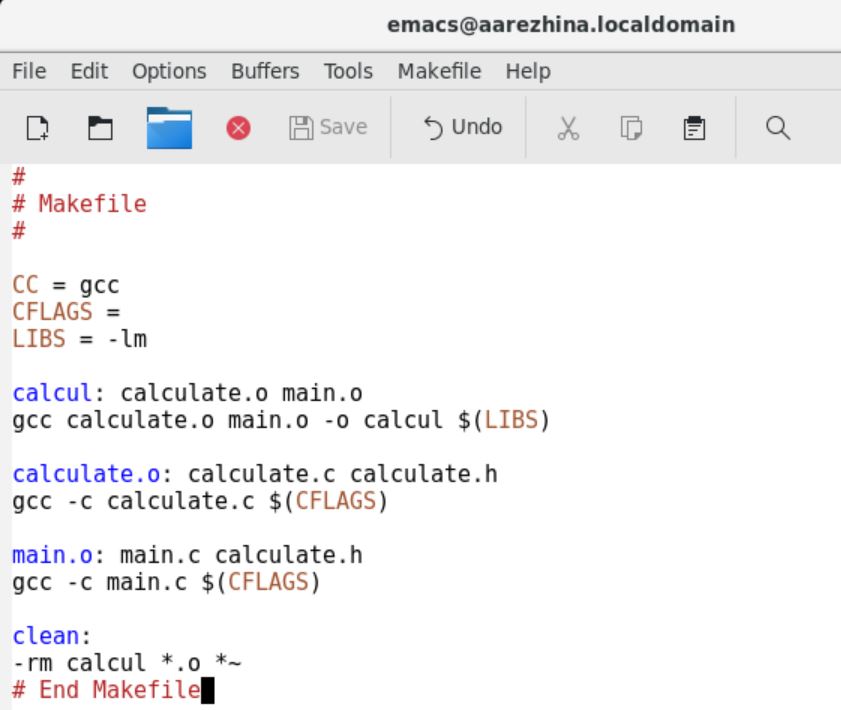 emacs@aarezhina.localdomain
File Edit Options Buffers Tools Makefile Help
Save Undo
#
# Makefile
#
CC = gcc
CFLAGS =
LIBS = -lm
calcul: calculate.o main.o
gcc calculate.o main.o -o calcul $(LIBS)
calculate.o: calculate.c calculate.h
gcc -c calculate.c $(CFLAGS)
main.o: main.c calculate.h
gcc -c main.c $(CFLAGS)
clean:
-rm calcul *.o *~
# End Makefile